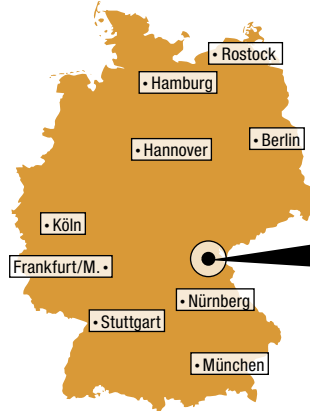 • Rostock
• Hamburg
• Berlin
• Hannover
• Köln
Frankfurt/M. •
• Nürnberg
• Stuttgart
• München